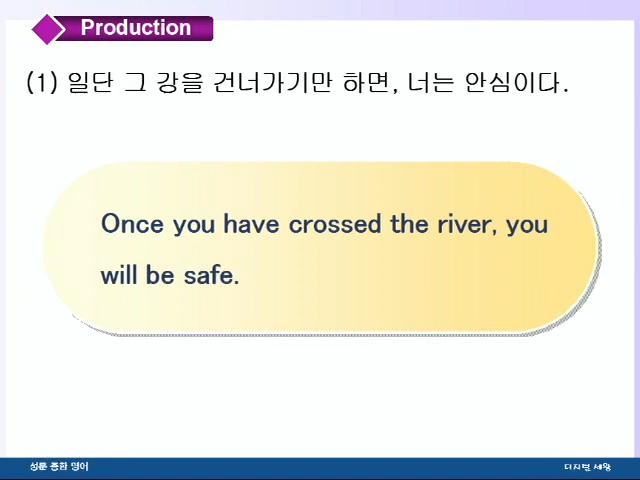 Production
(1) 일단 그 강을 건너가기만 하면, 너는 안심이다.
Once you have crossed the river, you
will be safe.
성문 종합 영어
디지털 세왕